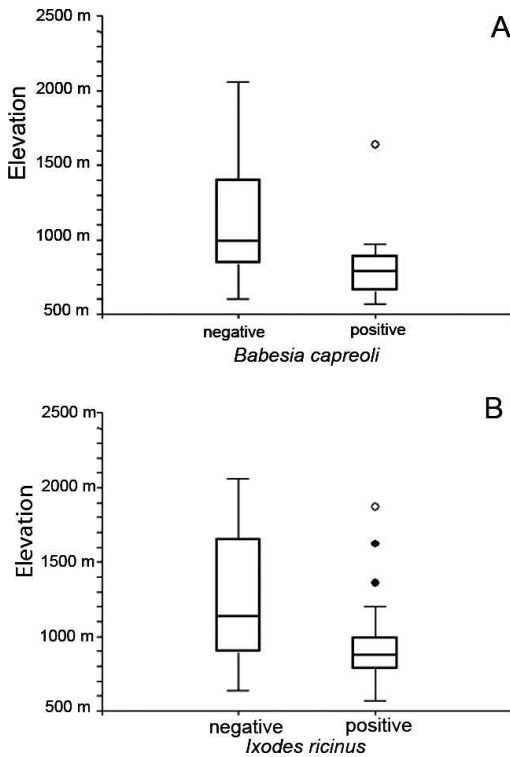 A
2500 m
2000 m
1500 m
1000 m
500 m
Elevation
negative positive
Babesia capreoli
B
2500 m
2000 m
1500 m
1000 m
500 m
Elevation
negative positive
Ixodes ricinus